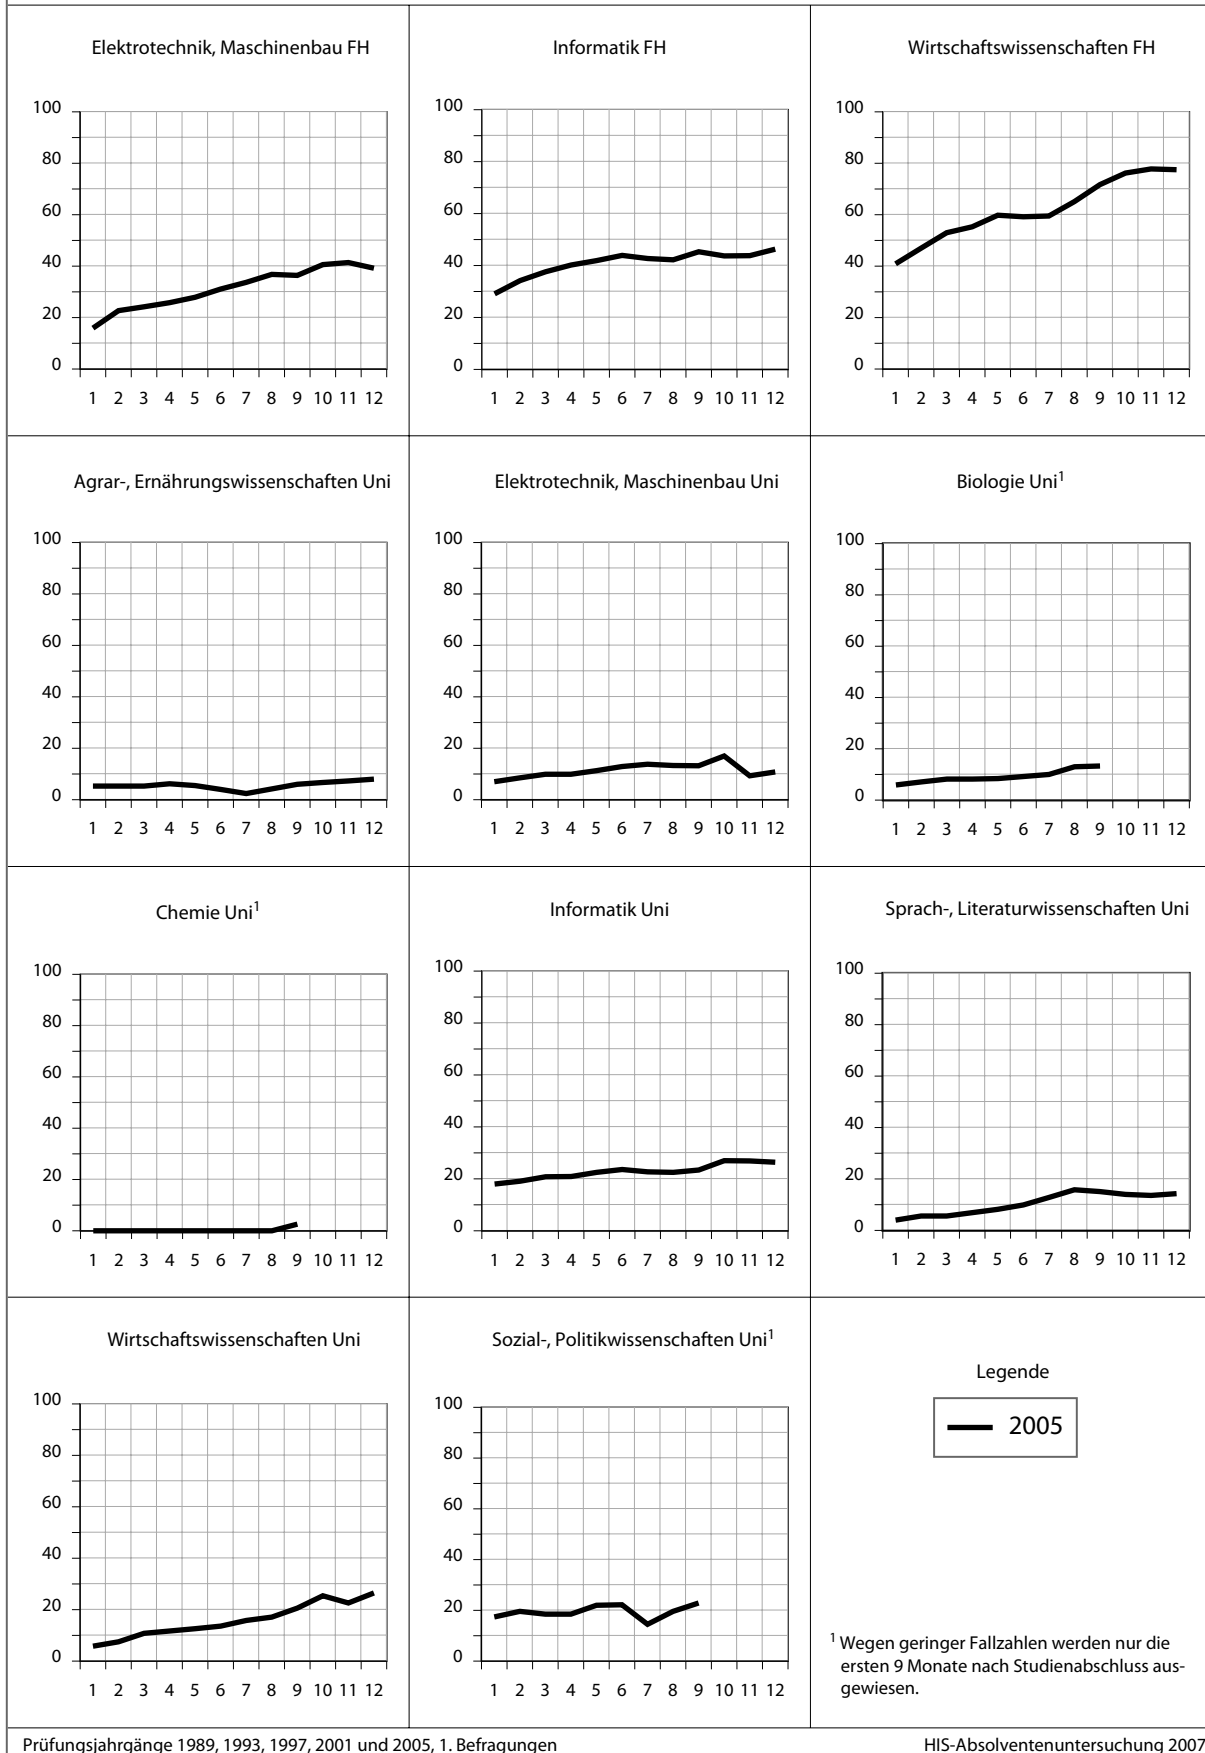 Elektrotechnik, Maschinenbau FH
100
80
60
40
20
0
1 2 3 4 5 6 7 8 9 10 11 12
Informatik FH
100
80
60
40
20
0
1 2 3 4 5 6 7 8 9 10 11 12
Wirtschaftswissenschaften FH
100
80
60
40
20
0
1 2 3 4 5 6 7 8 9 10 11 12
Agrar-, Ernährungswissenschaften Uni
100
80
60
40
20
0
1 2 3 4 5 6 7 8 9 10 11 12
Elektrotechnik, Maschinenbau Uni
100
80
60
40
20
0
1 2 3 4 5 6 7 8 9 10 11 12
Biologie Uni¹
100
80
60
40
20
0
1 2 3 4 5 6 7 8 9 10 11 12
Chemie Uni¹
100
80
60
40
20
0
1 2 3 4 5 6 7 8 9 10 11 12
Informatik Uni
100
80
60
40
20
0
1 2 3 4 5 6 7 8 9 10 11 12
Sprach-, Literaturwissenschaften Uni
100
80
60
40
20
0
1 2 3 4 5 6 7 8 9 10 11 12
Wirtschaftswissenschaften Uni
100
80
60
40
20
0
1 2 3 4 5 6 7 8 9 10 11 12
Sozial-, Politikwissenschaften Uni¹
100
80
60
40
20
0
1 2 3 4 5 6 7 8 9 10 11 12
Legende
2005
¹ Wegen geringer Fallzahlen werden nur die
ersten 9 Monate nach Studienabschluss aus-
gewiesen.
Prüfungsjahrgänge 1989, 1993, 1997, 2001 und 2005, 1. Befragungen
HIS-Absolventenuntersuchung 2007